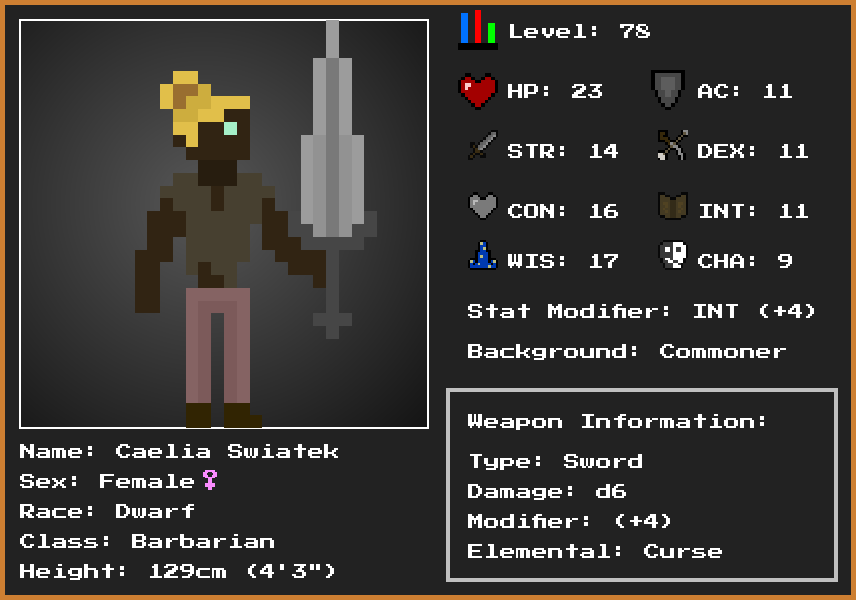 Level: 78
HP: 23
AC: 11
STR: 14
DEX: 11
CON: 16
INT: 11
WIS: 17
CHA: 9
Stat Modifier: INT (+4)
Background: Commoner
Weapon Information:
Type: Sword
Damage: d6
Modifier: (+4)
Elemental: Curse
Name: Caelia Swiatek
Sex: Female♀
Race: Dwarf
Class: Barbarian
Height: 129cm (4'3")